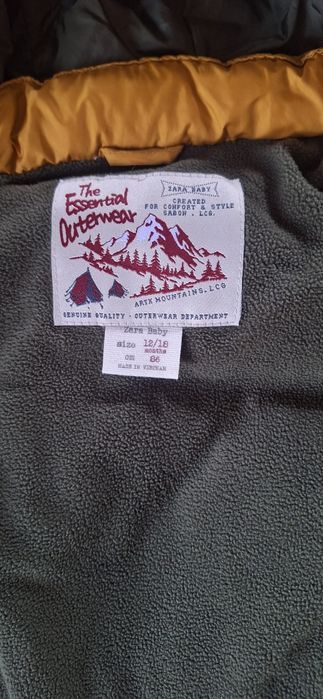 The
Essential
Outerwear
ZARA BABY
CREATED
FOR COMFORT & STYLE
SABON . LCG.
ARTX MOUNTAINS. LCG
GENUINE QUALITY - OUTERWEAR DEPARTMENT
Zara Baby
size 12/18
months
cm 86
MADE IN VIETNAM